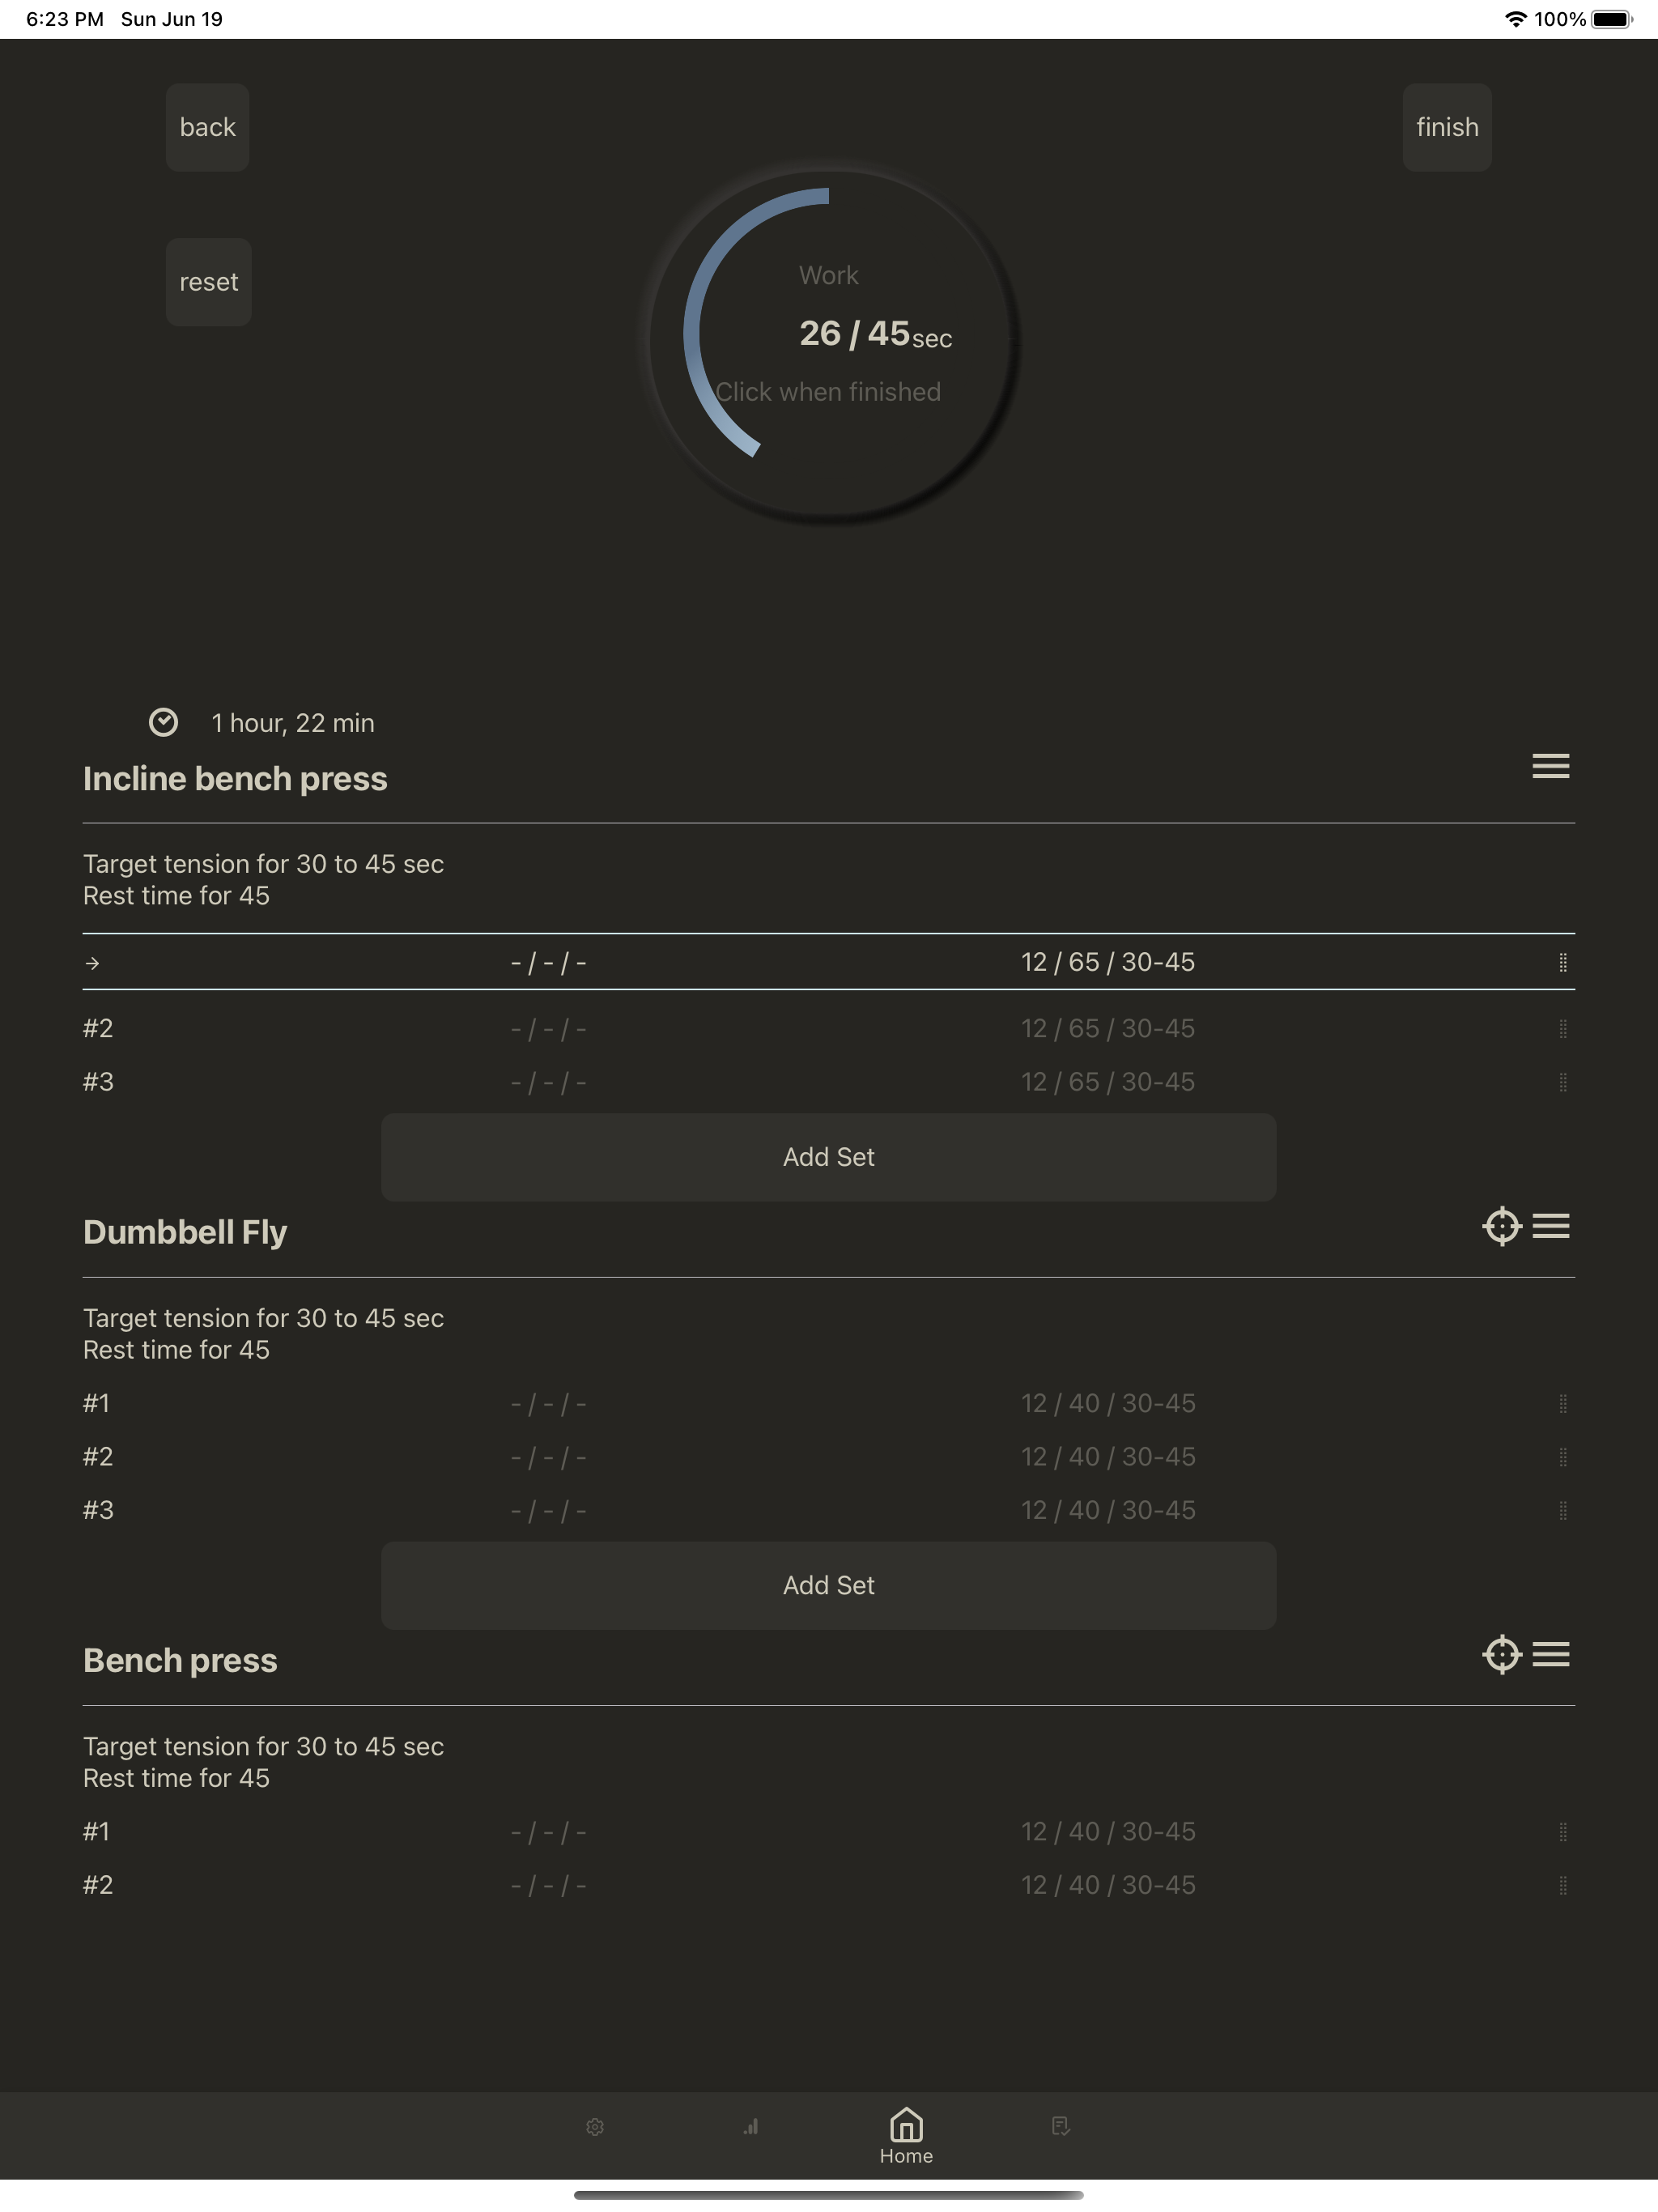 6:23 PM Sun Jun 19 100%
back
finish
reset
Work
26 / 45sec
Click when finished
1 hour, 22 min
Incline bench press
Target tension for 30 to 45 sec
Rest time for 45
- / - / - 12 / 65 / 30-45
#2 - / - / - 12 / 65 / 30-45
#3 - / - / - 12 / 65 / 30-45
Add Set
Dumbbell Fly
Target tension for 30 to 45 sec
Rest time for 45
#1 - / - / - 12 / 40 / 30-45
#2 - / - / - 12 / 40 / 30-45
#3 - / - / - 12 / 40 / 30-45
Add Set
Bench press
Target tension for 30 to 45 sec
Rest time for 45
#1 - / - / - 12 / 40 / 30-45
#2 - / - / - 12 / 40 / 30-45
Home